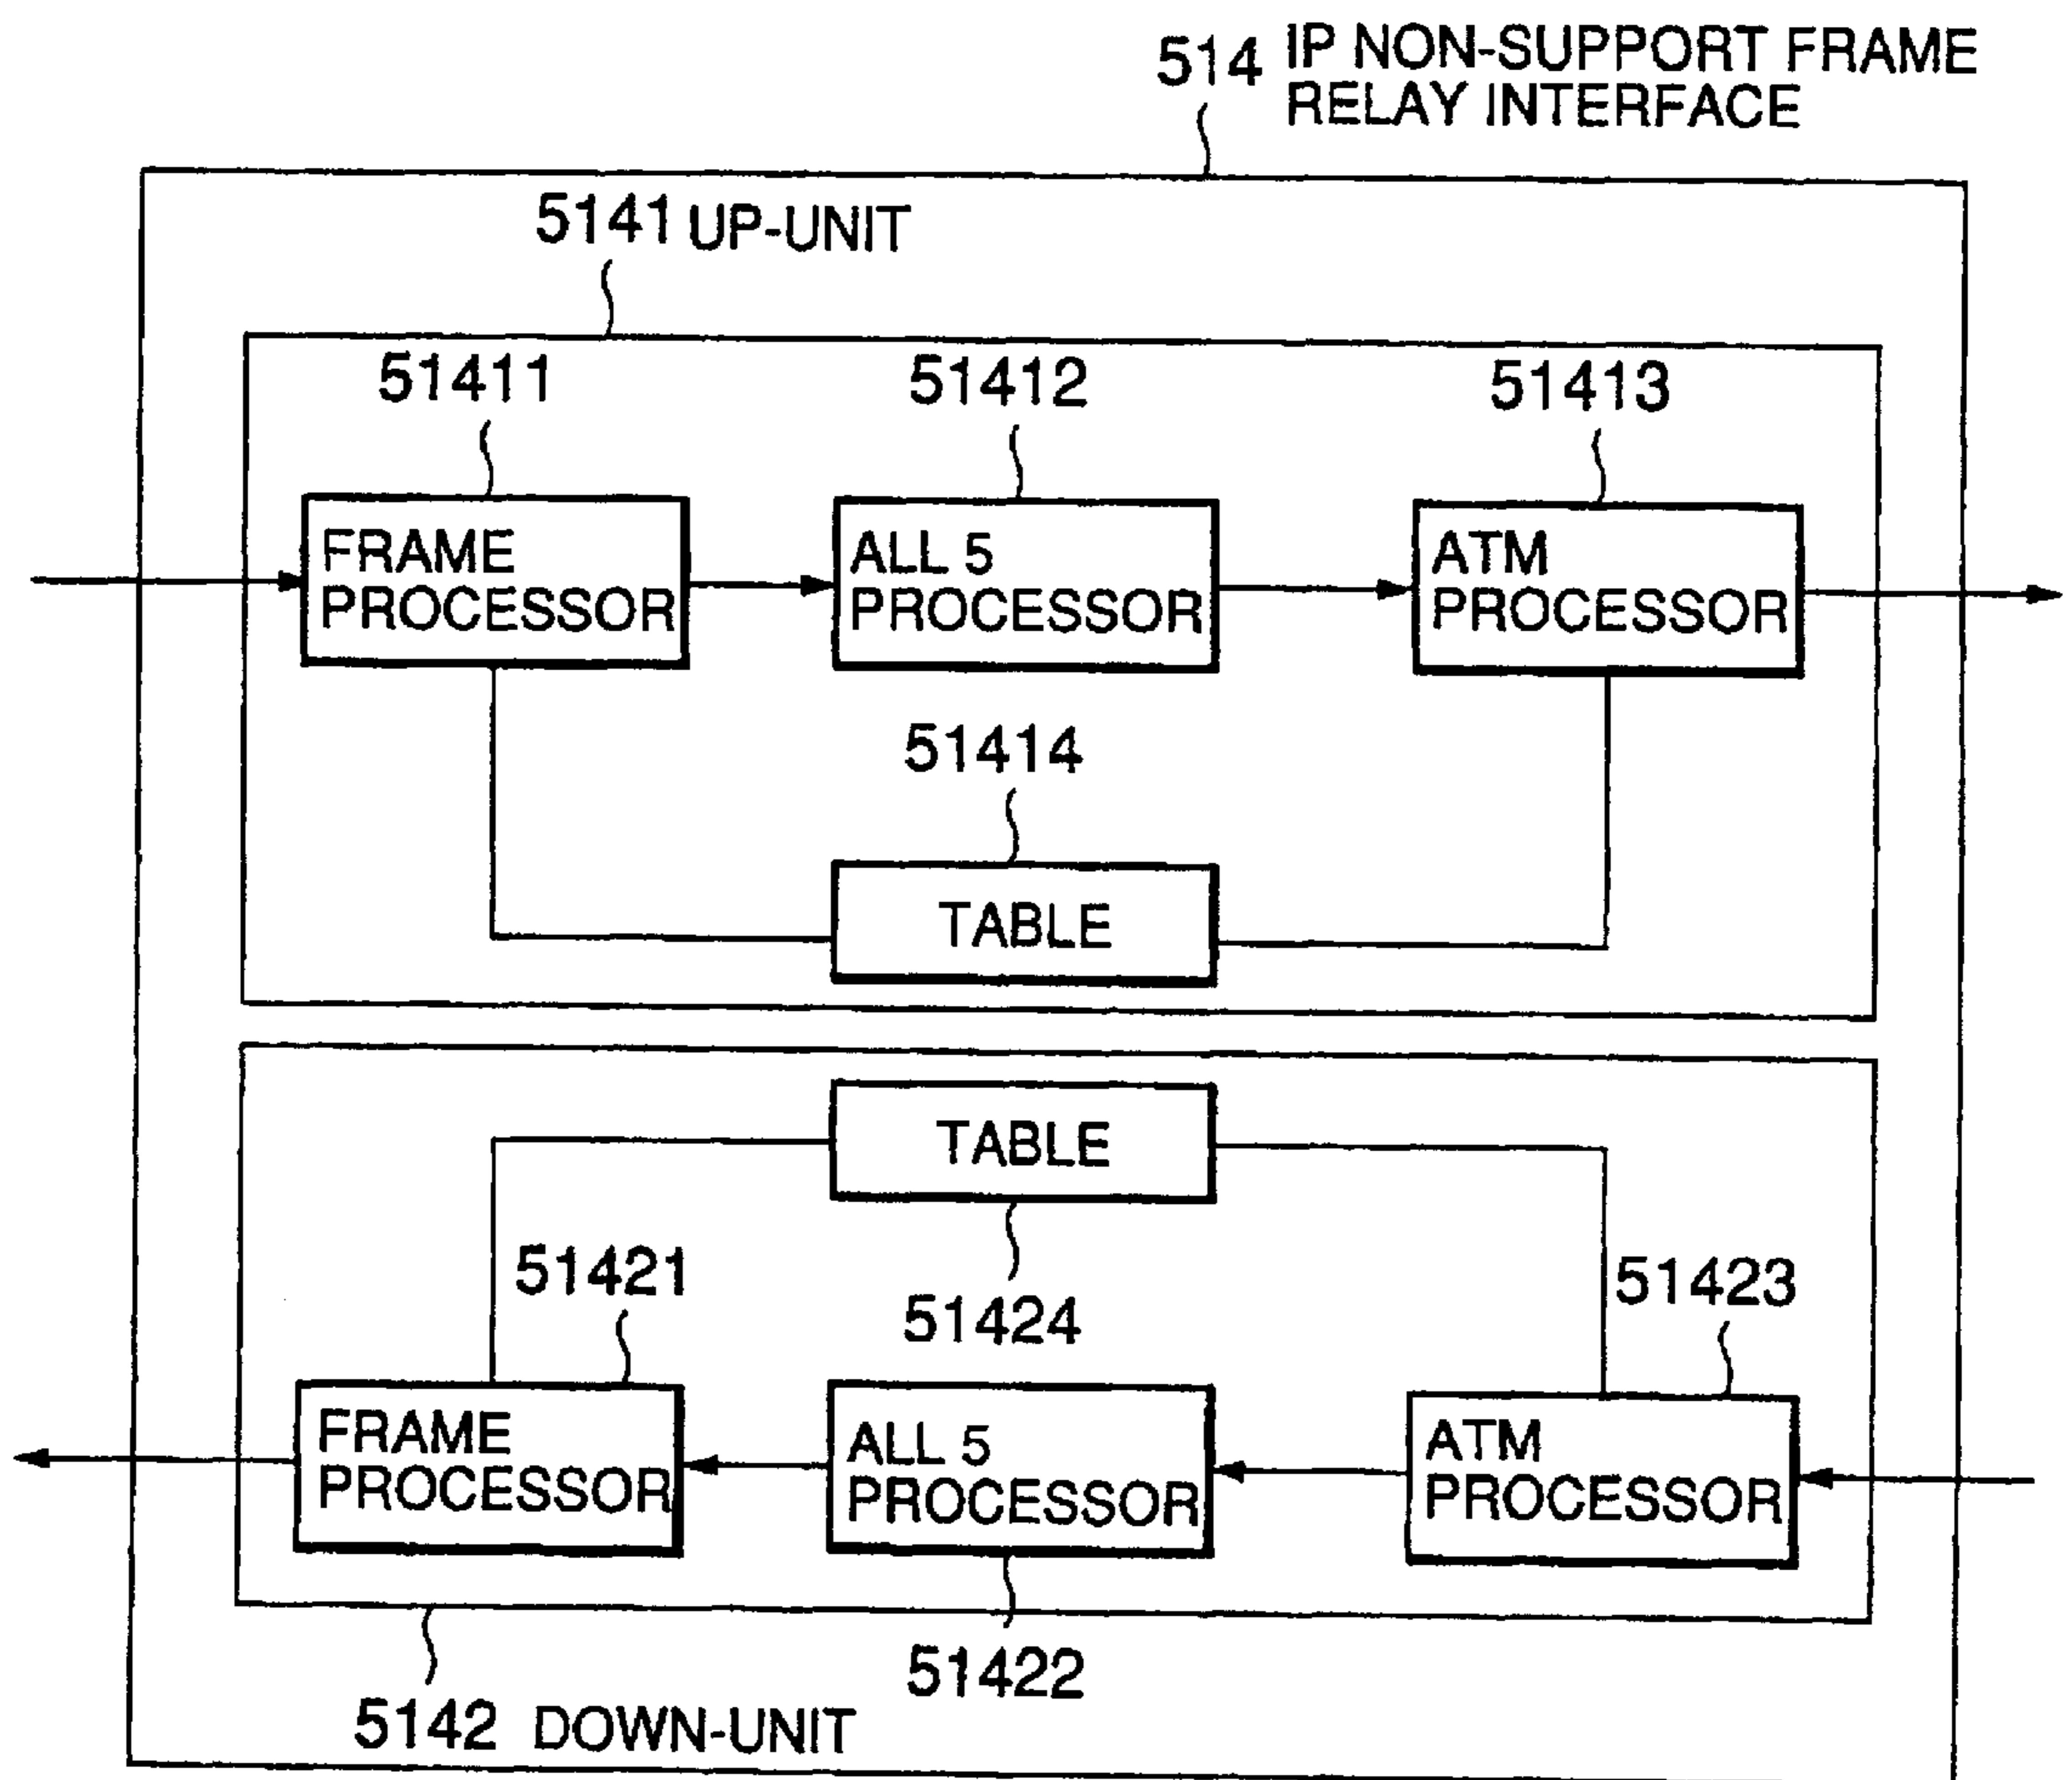 514 IP NON-SUPPORT FRAME
RELAY INTERFACE
5141 UP-UNIT
51411
51412
51413
FRAME
PROCESSOR
ALL 5
PROCESSOR
ATM
PROCESSOR
51414
TABLE
TABLE
51421
51424
51423
FRAME
PROCESSOR
ALL 5
PROCESSOR
ATM
PROCESSOR
51422
5142 DOWN-UNIT